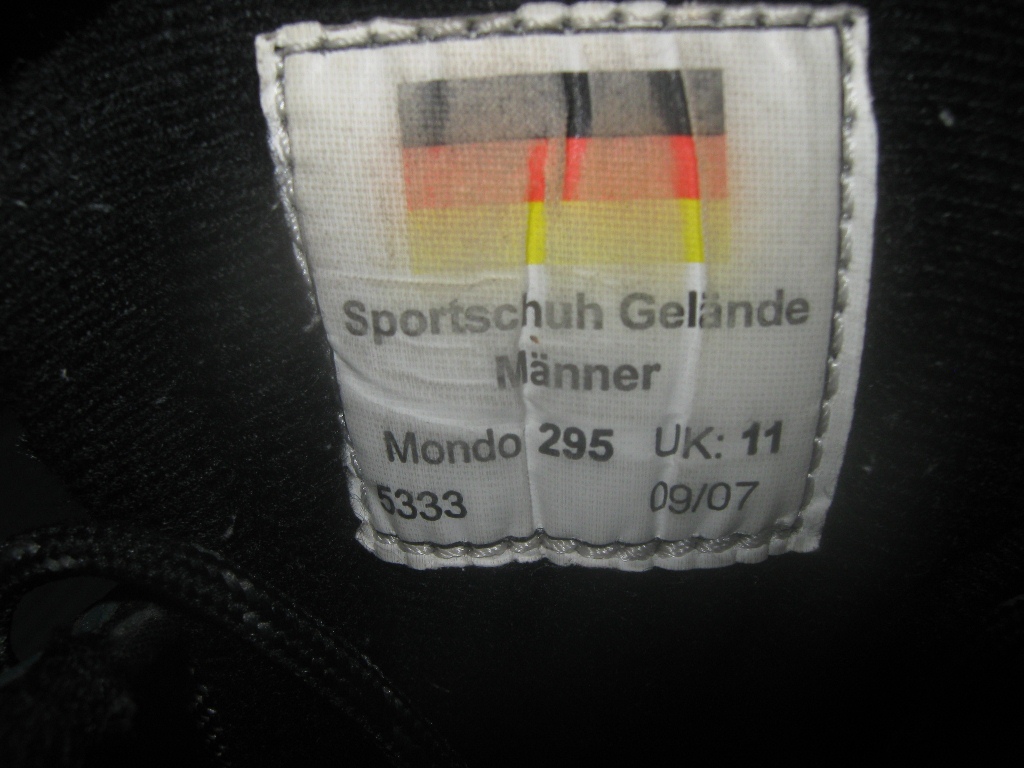 Sportschuh Gelände
Männer
Mondo 295 UK: 11
5333 09/07